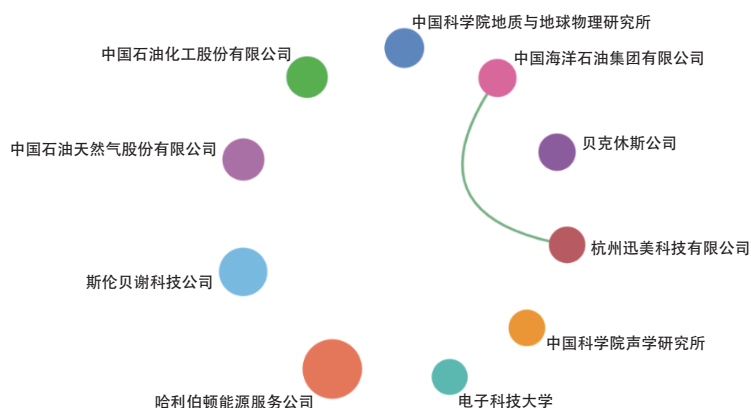 中国科学院地质与地球物理研究所
中国石油化工股份有限公司
中国海洋石油集团有限公司
中国石油天然气股份有限公司
贝克休斯公司
杭州迅美科技有限公司
斯伦贝谢科技公司
中国科学院声学研究所
哈利伯顿能源服务公司
电子科技大学